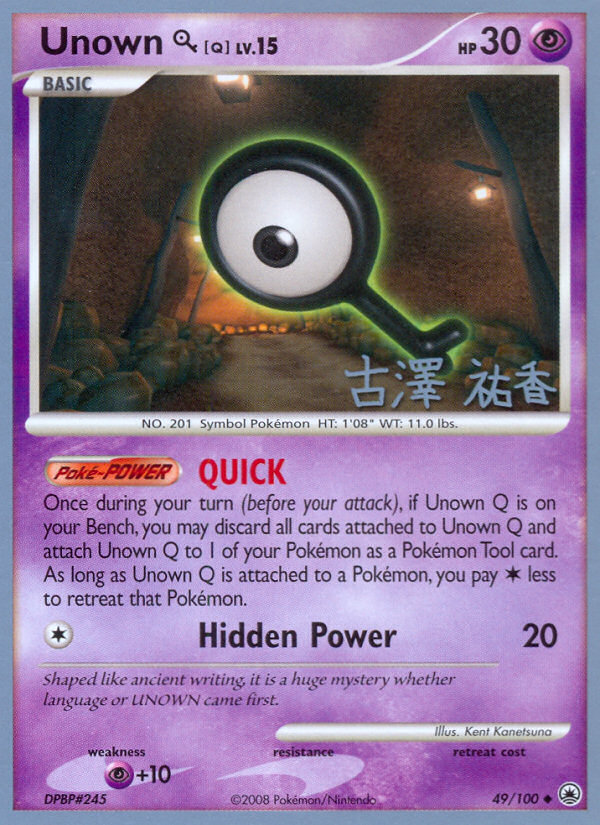 Unown [Q] LV.15 HP 30
BASIC
古澤 祐香
NO. 201 Symbol Pokémon HT: 1'08" WT: 11.0 lbs.
Poké-POWER QUICK
Once during your turn (before your attack), if Unown Q is on
your Bench, you may discard all cards attached to Unown Q and
attach Unown Q to 1 of your Pokémon as a Pokémon Tool card.
As long as Unown Q is attached to a Pokémon, you pay ✶ less
to retreat that Pokémon.
Hidden Power 20
Shaped like ancient writing, it is a huge mystery whether
language or UNOWN came first.
Illus. Kent Kanetsuna
weakness resistance retreat cost
+10
DPBP#245 ©2008 Pokémon/Nintendo 49/100